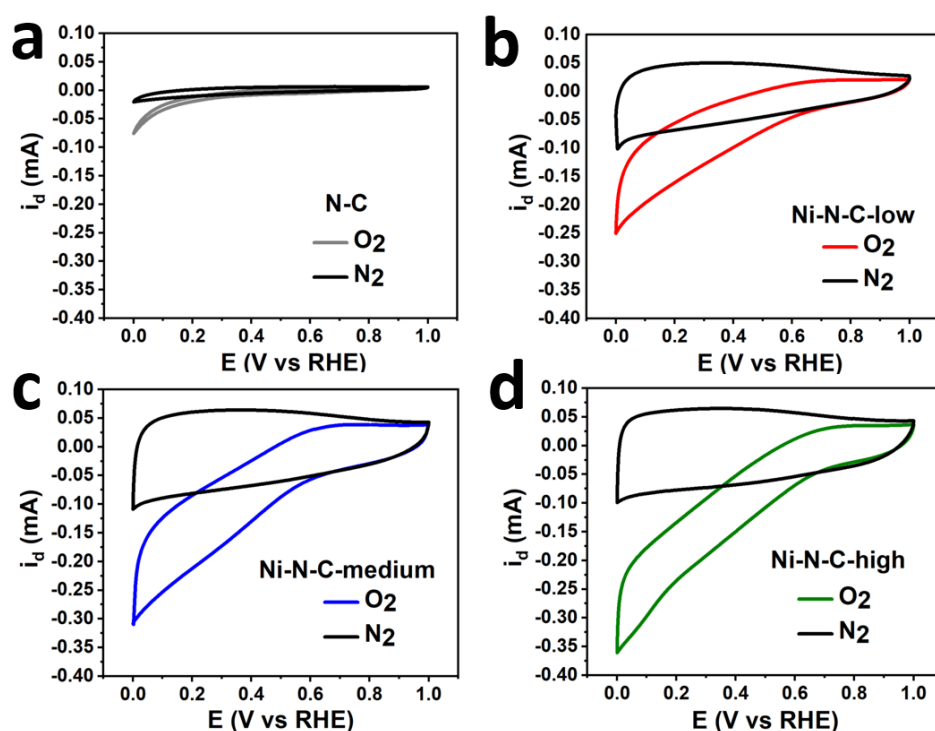 a
0.10
0.05
0.00
-0.05
-0.10
-0.15
-0.20
-0.25
-0.30
-0.35
-0.40
i_d (mA)
N-C
O2
N2
0.0 0.2 0.4 0.6 0.8 1.0
E (V vs RHE)
b
0.10
0.05
0.00
-0.05
-0.10
-0.15
-0.20
-0.25
-0.30
-0.35
-0.40
i_d (mA)
Ni-N-C-low
O2
N2
0.0 0.2 0.4 0.6 0.8 1.0
E (V vs RHE)
c
0.10
0.05
0.00
-0.05
-0.10
-0.15
-0.20
-0.25
-0.30
-0.35
-0.40
i_d (mA)
Ni-N-C-medium
O2
N2
0.0 0.2 0.4 0.6 0.8 1.0
E (V vs RHE)
d
0.10
0.05
0.00
-0.05
-0.10
-0.15
-0.20
-0.25
-0.30
-0.35
-0.40
i_d (mA)
Ni-N-C-high
O2
N2
0.0 0.2 0.4 0.6 0.8 1.0
E (V vs RHE)